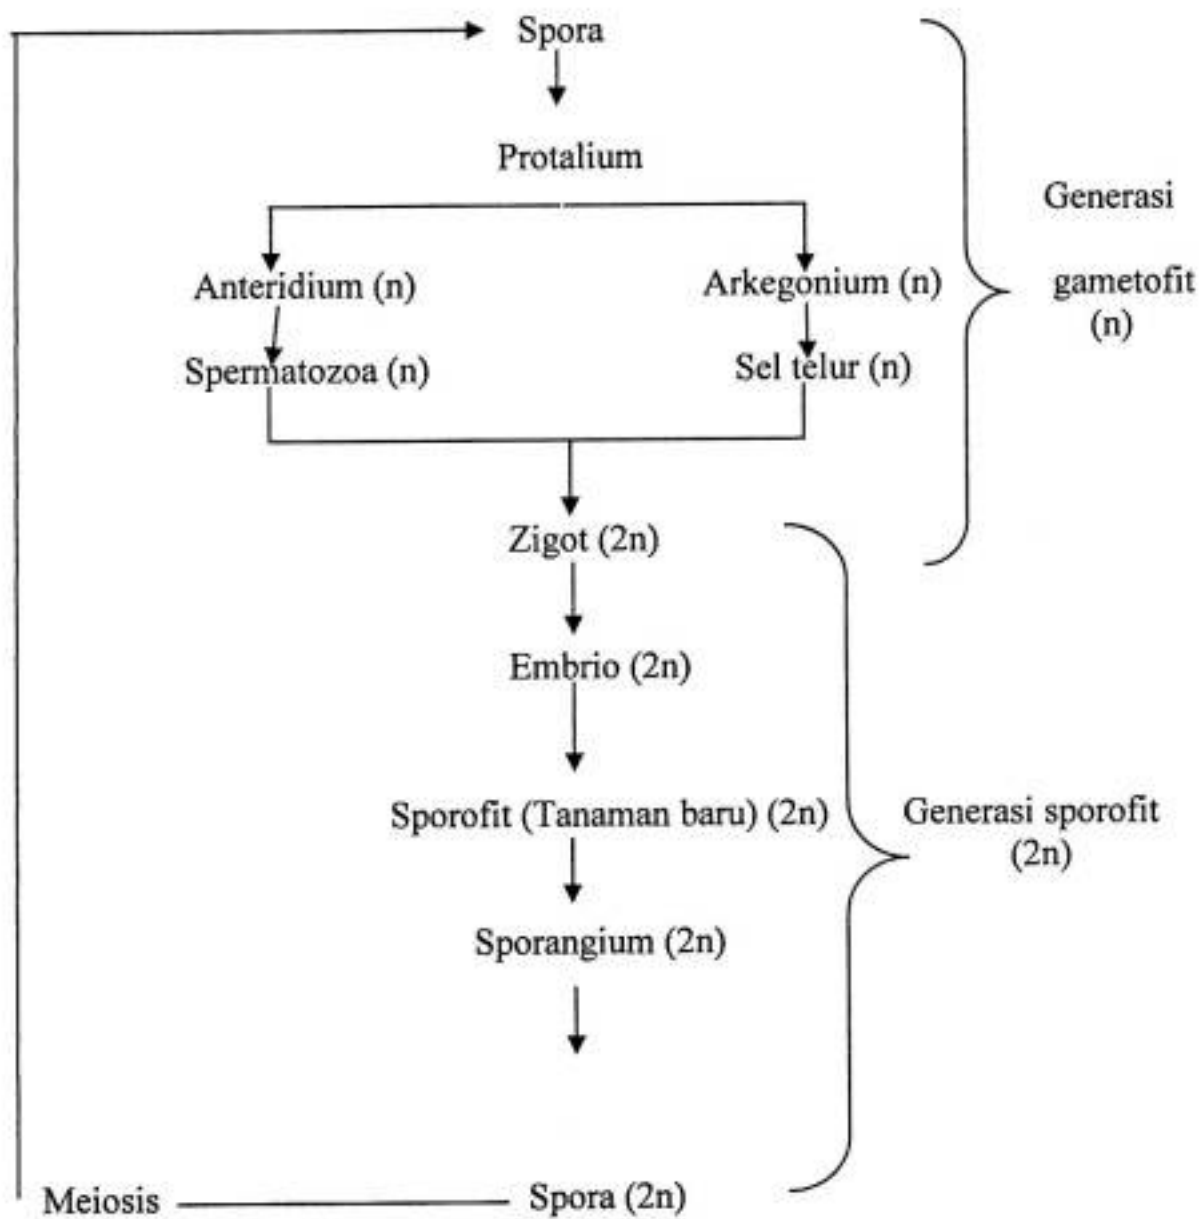 Spora
Protalium
Generasi
gametofit
(n)
Anteridium (n)
Arkegonium (n)
Spermatozoa (n)
Sel telur (n)
Zigot (2n)
Embrio (2n)
Sporofit (Tanaman baru) (2n)
Generasi sporofit
(2n)
Sporangium (2n)
Meiosis
Spora (2n)